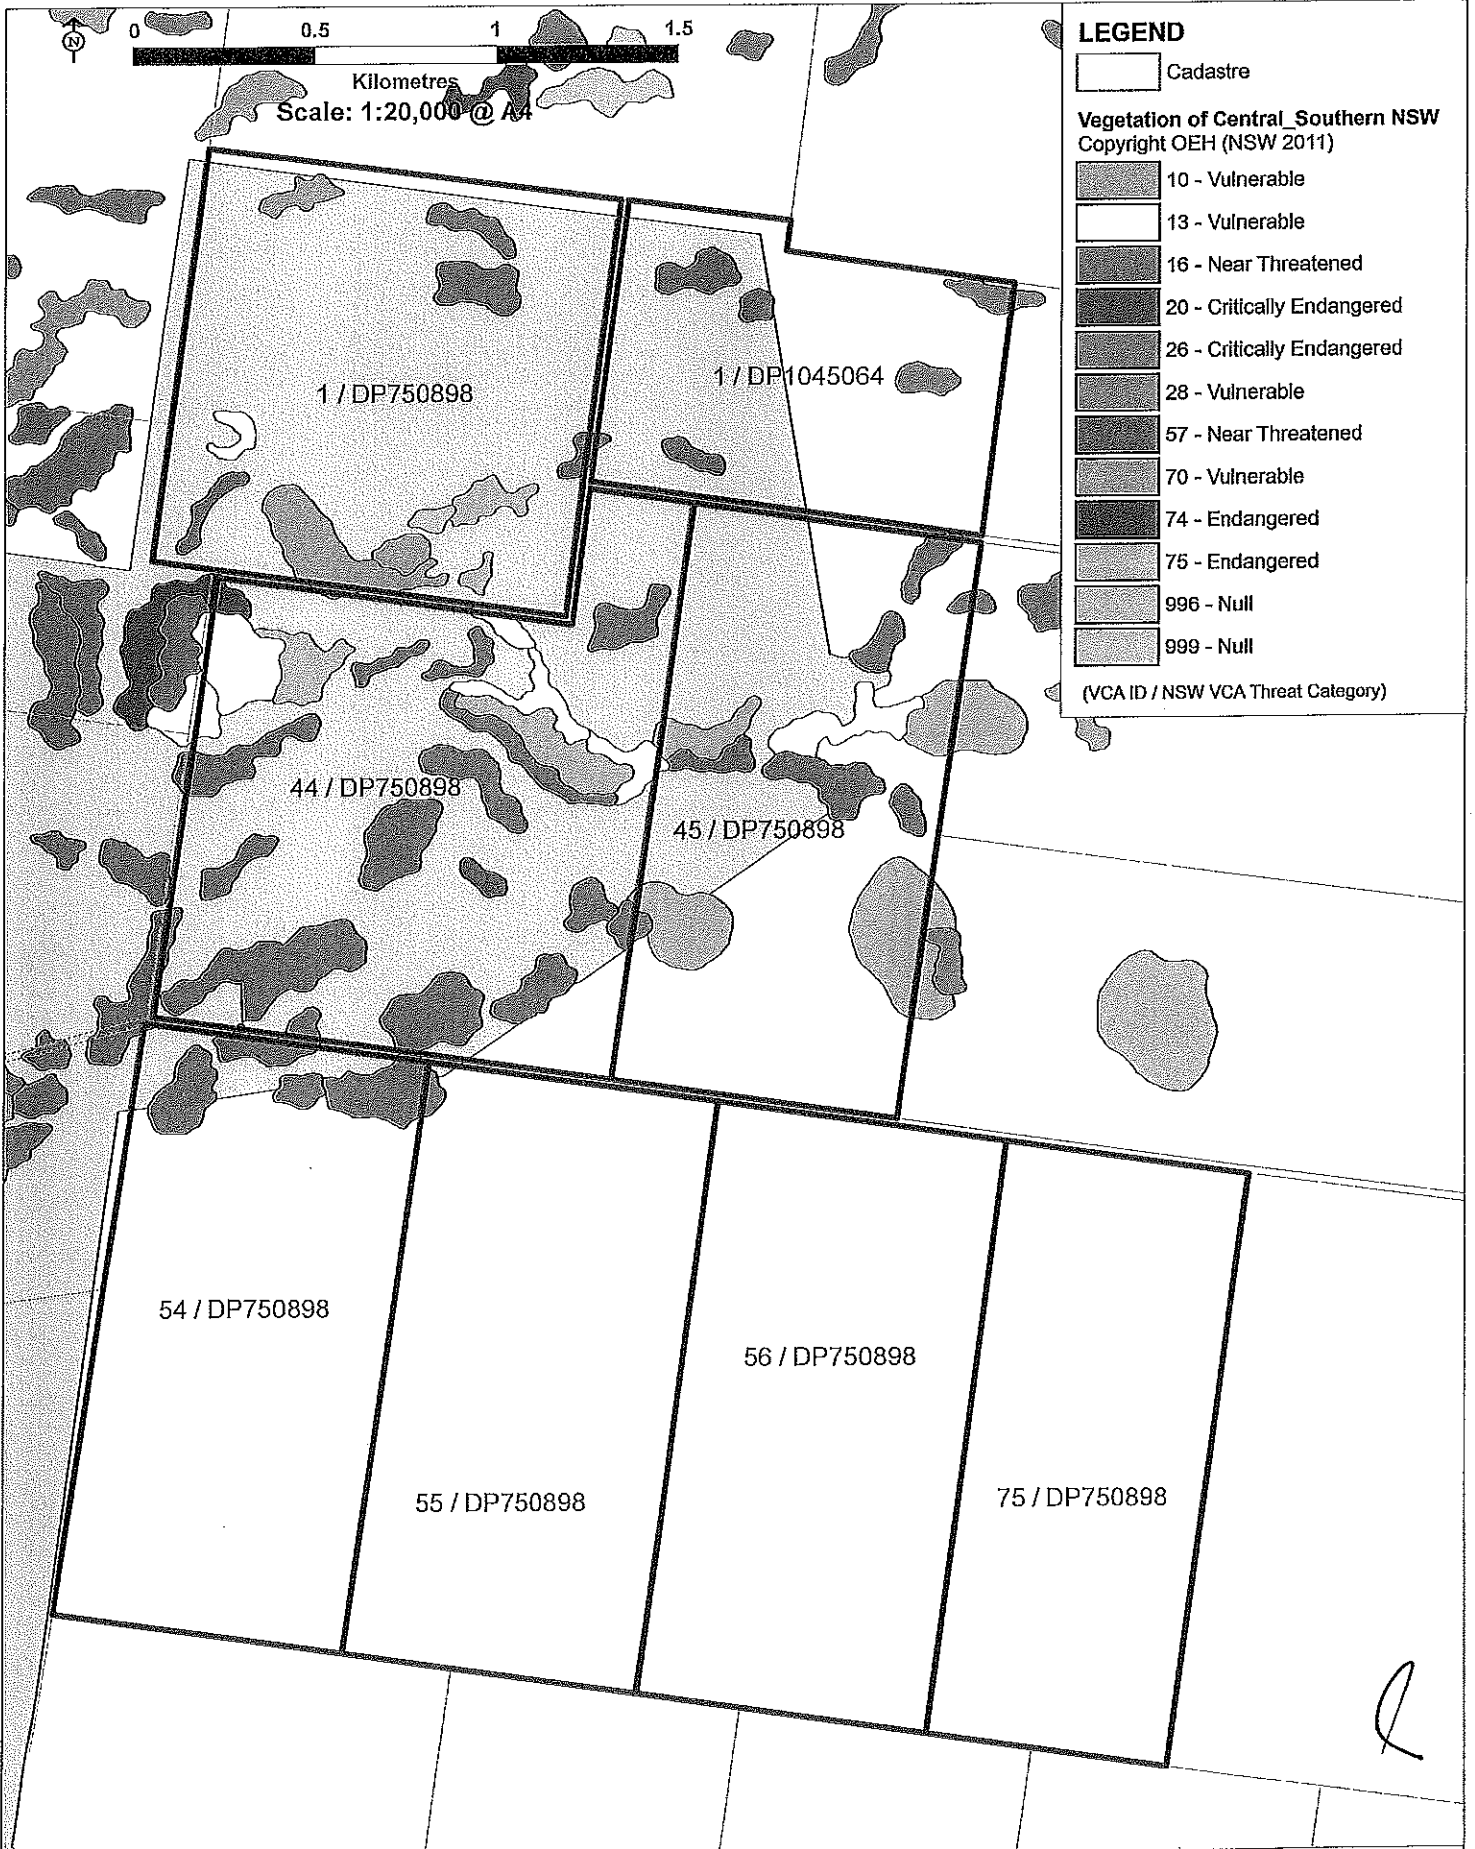 N
0 0.5 1 1.5
Kilometres
Scale: 1:20,000 @ A4
LEGEND
Cadastre
Vegetation of Central_Southern NSW
Copyright OEH (NSW 2011)
10 - Vulnerable
13 - Vulnerable
16 - Near Threatened
20 - Critically Endangered
26 - Critically Endangered
28 - Vulnerable
57 - Near Threatened
70 - Vulnerable
74 - Endangered
75 - Endangered
996 - Null
999 - Null
(VCA ID / NSW VCA Threat Category)
1 / DP750898
1 / DP1045064
44 / DP750898
45 / DP750898
54 / DP750898
56 / DP750898
55 / DP750898
75 / DP750898